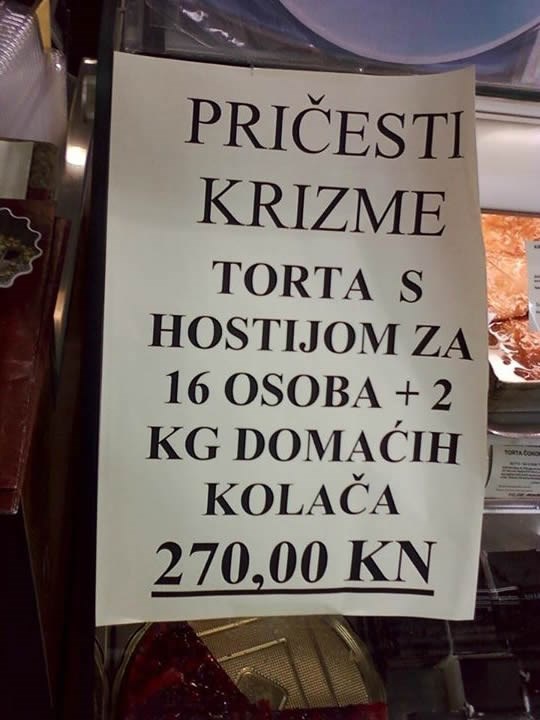 PRIČESTI
KRIZME
TORTA S
HOSTIJOM ZA
16 OSOBA + 2
KG DOMAĆIH
KOLAČA
270,00 KN